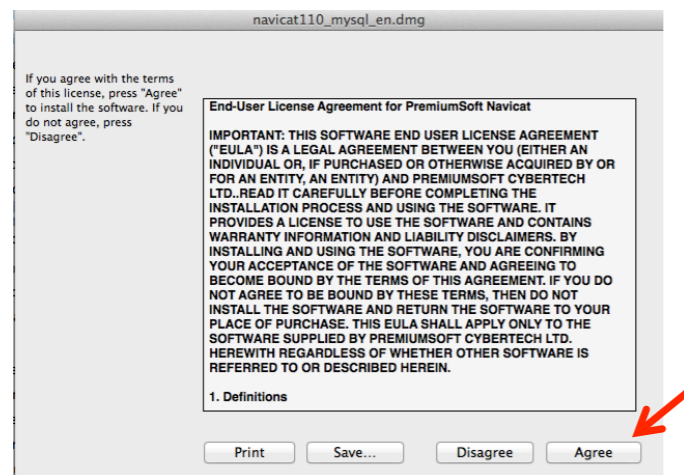 navicat110_mysql_en.dmg
If you agree with the terms
of this license, press "Agree"
to install the software. If you
do not agree, press
"Disagree".
End-User License Agreement for PremiumSoft Navicat
IMPORTANT: THIS SOFTWARE END USER LICENSE AGREEMENT
("EULA") IS A LEGAL AGREEMENT BETWEEN YOU (EITHER AN
INDIVIDUAL OR, IF PURCHASED OR OTHERWISE ACQUIRED BY OR
FOR AN ENTITY, AN ENTITY) AND PREMIUMSOFT CYBERTECH
LTD..READ IT CAREFULLY BEFORE COMPLETING THE
INSTALLATION PROCESS AND USING THE SOFTWARE. IT
PROVIDES A LICENSE TO USE THE SOFTWARE AND CONTAINS
WARRANTY INFORMATION AND LIABILITY DISCLAIMERS. BY
INSTALLING AND USING THE SOFTWARE, YOU ARE CONFIRMING
YOUR ACCEPTANCE OF THE SOFTWARE AND AGREEING TO
BECOME BOUND BY THE TERMS OF THIS AGREEMENT. IF YOU DO
NOT AGREE TO BE BOUND BY THESE TERMS, THEN DO NOT
INSTALL THE SOFTWARE AND RETURN THE SOFTWARE TO YOUR
PLACE OF PURCHASE. THIS EULA SHALL APPLY ONLY TO THE
SOFTWARE SUPPLIED BY PREMIUMSOFT CYBERTECH LTD.
HEREWITH REGARDLESS OF WHETHER OTHER SOFTWARE IS
REFERRED TO OR DESCRIBED HEREIN.
1. Definitions
Print Save... Disagree Agree